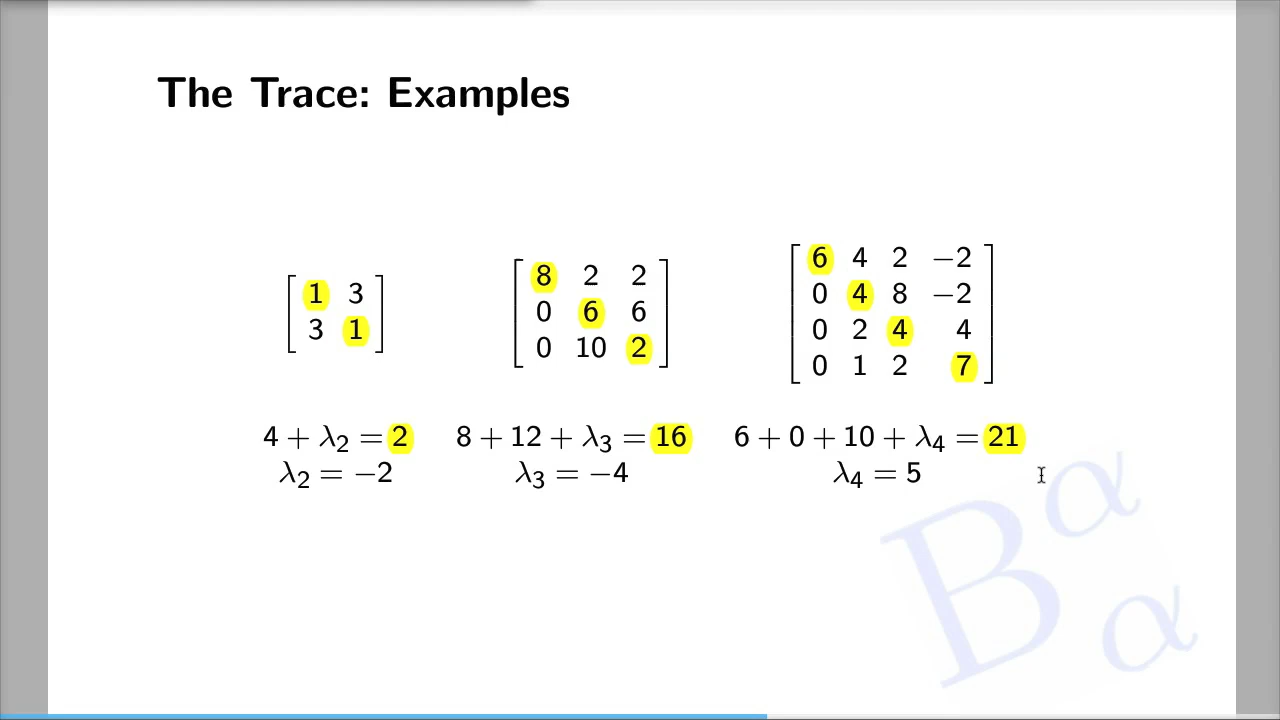 The Trace: Examples
1 3
3 1
8 2 2
0 6 6
0 10 2
6 4 2 −2
0 4 8 −2
0 2 4 4
0 1 2 7
4 + λ₂ = 2
λ₂ = −2
8 + 12 + λ₃ = 16
λ₃ = −4
6 + 0 + 10 + λ₄ = 21
λ₄ = 5
B α α